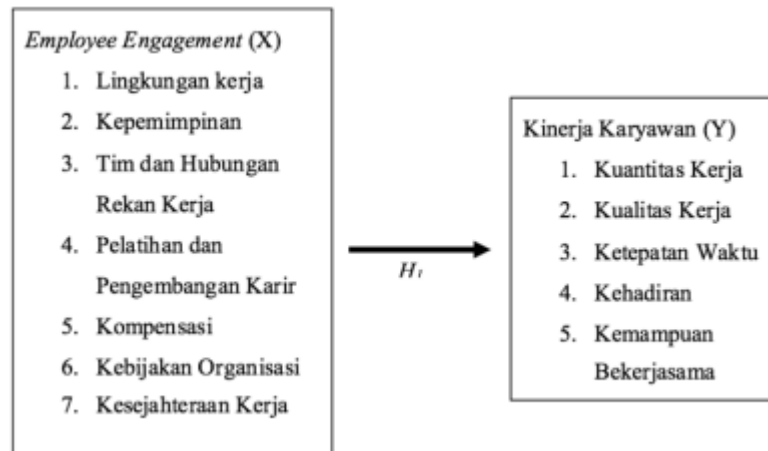 Employee Engagement (X)
1. Lingkungan kerja
2. Kepemimpinan
3. Tim dan Hubungan
Rekan Kerja
4. Pelatihan dan
Pengembangan Karir
5. Kompensasi
6. Kebijakan Organisasi
7. Kesejahteraan Kerja
H₁
Kinerja Karyawan (Y)
1. Kuantitas Kerja
2. Kualitas Kerja
3. Ketepatan Waktu
4. Kehadiran
5. Kemampuan
Bekerjasama